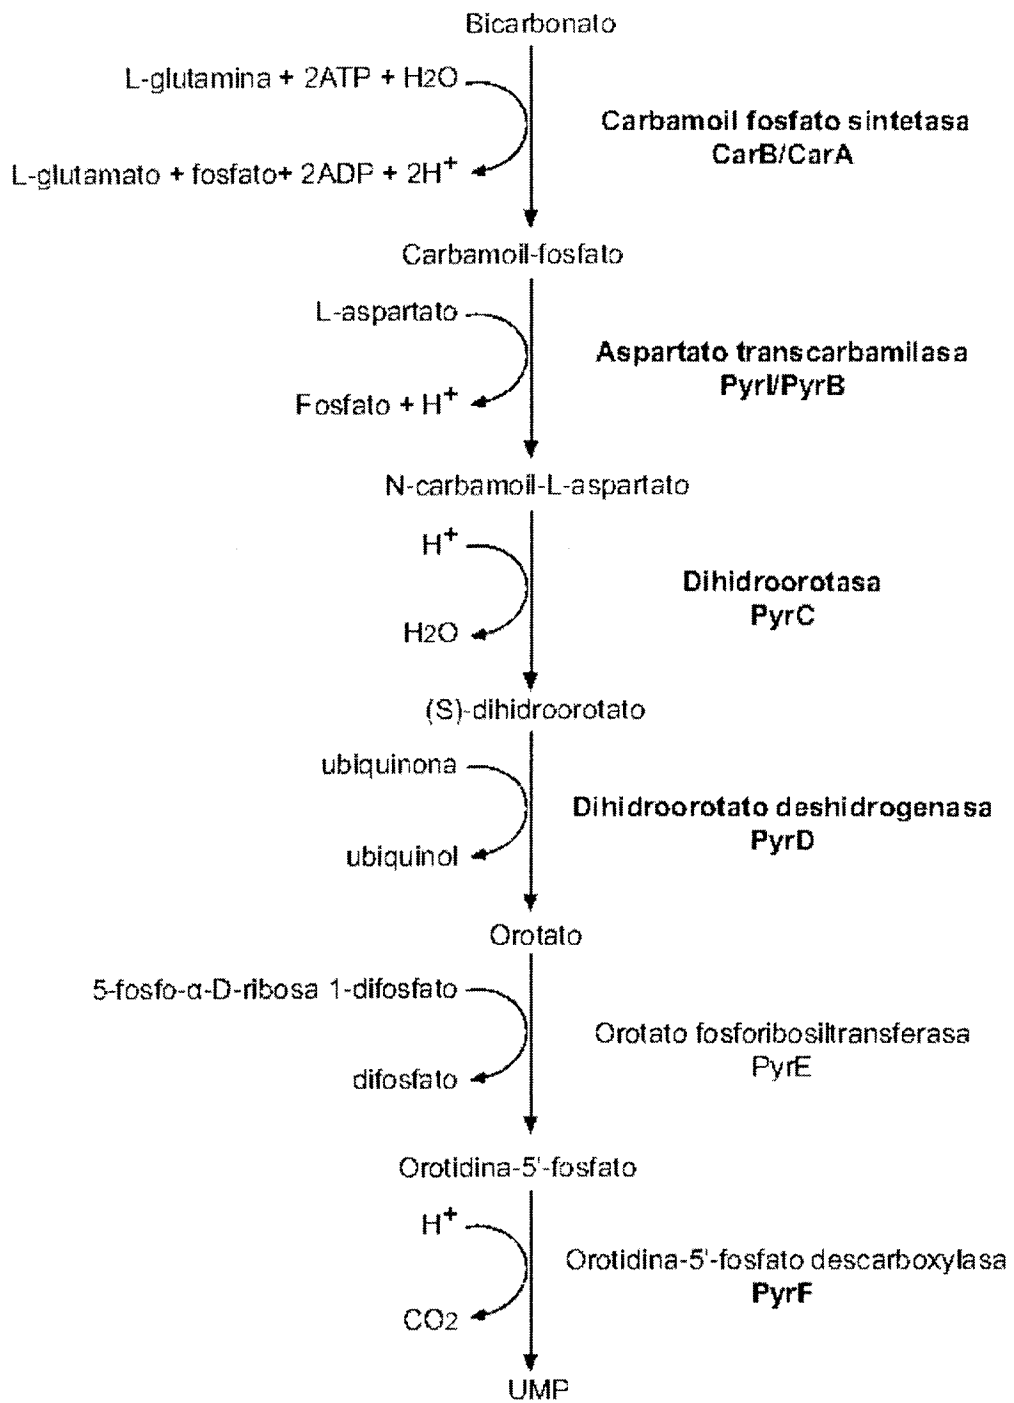 Bicarbonato
L-glutamina + 2ATP + H2O
Carbamoil fosfato sintetasa
CarB/CarA
L-glutamato + fosfato+ 2ADP + 2H+
Carbamoil-fosfato
L-aspartato
Aspartato transcarbamilasa
PyrI/PyrB
Fosfato + H+
N-carbamoil-L-aspartato
H+
Dihidroorotasa
PyrC
H2O
(S)-dihidroorotato
ubiquinona
Dihidroorotato deshidrogenasa
PyrD
ubiquinol
Orotato
5-fosfo-α-D-ribosa 1-difosfato
Orotato fosforibosiltransferasa
PyrE
difosfato
Orotidina-5'-fosfato
H+
Orotidina-5'-fosfato descarboxylasa
PyrF
CO2
UMP